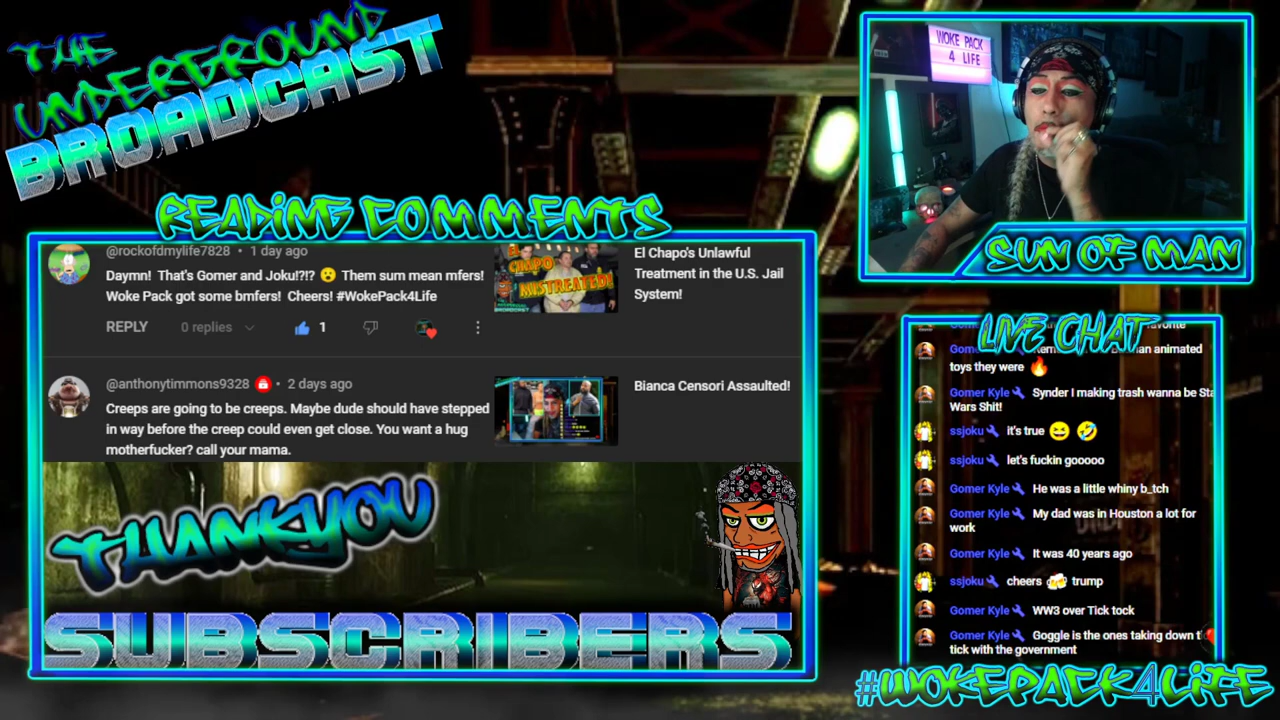 THE
UNDERGROUND
BROADCAST
WOKE PACK
4 LIFE
READING COMMENTS
@rockofmylife7828 • 1 day ago
Daymn! That's Gomer and Joku!?!? 😮 Them sum mean mfers!
Woke Pack got some bmfers! Cheers! #WokePack4Life
REPLY 0 replies 1
EL CHAPO
MISTREATED!
El Chapo's Unlawful
Treatment in the U.S. Jail
System!
@anthonytimmons9328 • 2 days ago
Creeps are going to be creeps. Maybe dude should have stepped
in way before the creep could even get close. You want a hug
motherfucker? call your mama.
Bianca Censori Assaulted!
THANKYOU
SUBSCRIBERS
SUN OF MAN
LIVE CHAT
animated
toys they were 🔥
Gomer Kyle Synder I making trash wanna be Sta
Wars Shit!
ssjoku it's true 😆 🤣
ssjoku let's fuckin gooooo
Gomer Kyle He was a little whiny b_tch
Gomer Kyle My dad was in Houston a lot for
work
Gomer Kyle It was 40 years ago
ssjoku cheers 🍻 trump
Gomer Kyle WW3 over Tick tock
Gomer Kyle Goggle is the ones taking down t
tick with the government
#WOKEPACK4LIFE